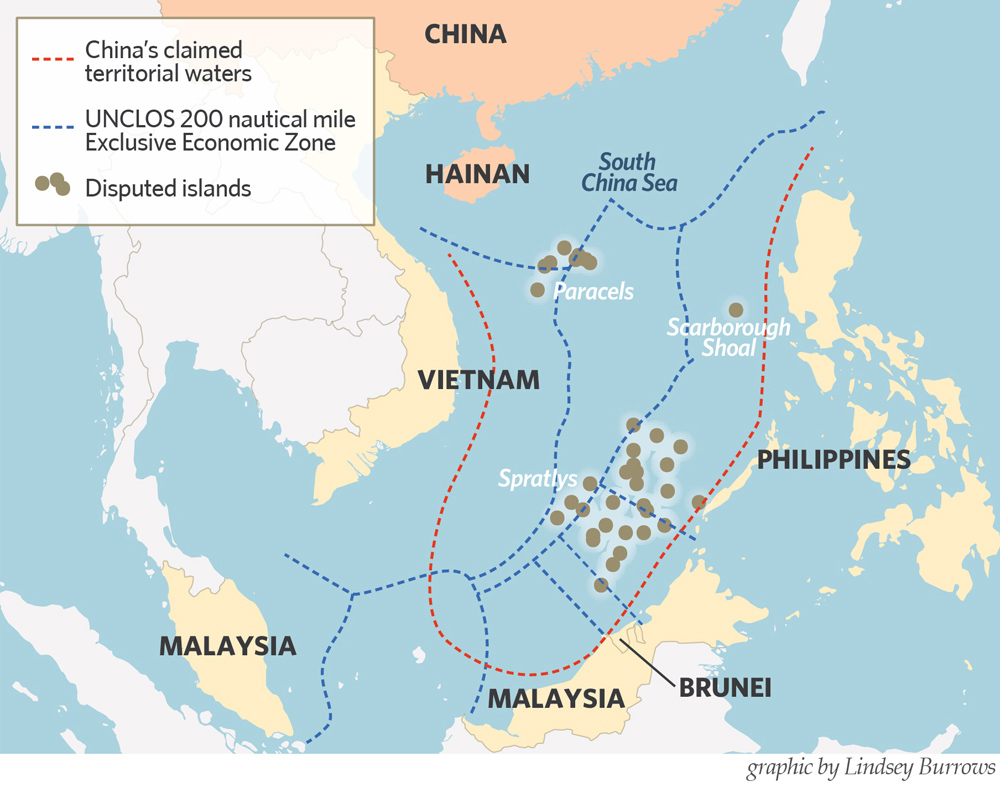 China's claimed
territorial waters
UNCLOS 200 nautical mile
Exclusive Economic Zone
Disputed islands
CHINA
HAINAN
South
China Sea
Paracels
Scarborough
Shoal
VIETNAM
Spratlys
PHILIPPINES
MALAYSIA
MALAYSIA
BRUNEI
graphic by Lindsey Burrows